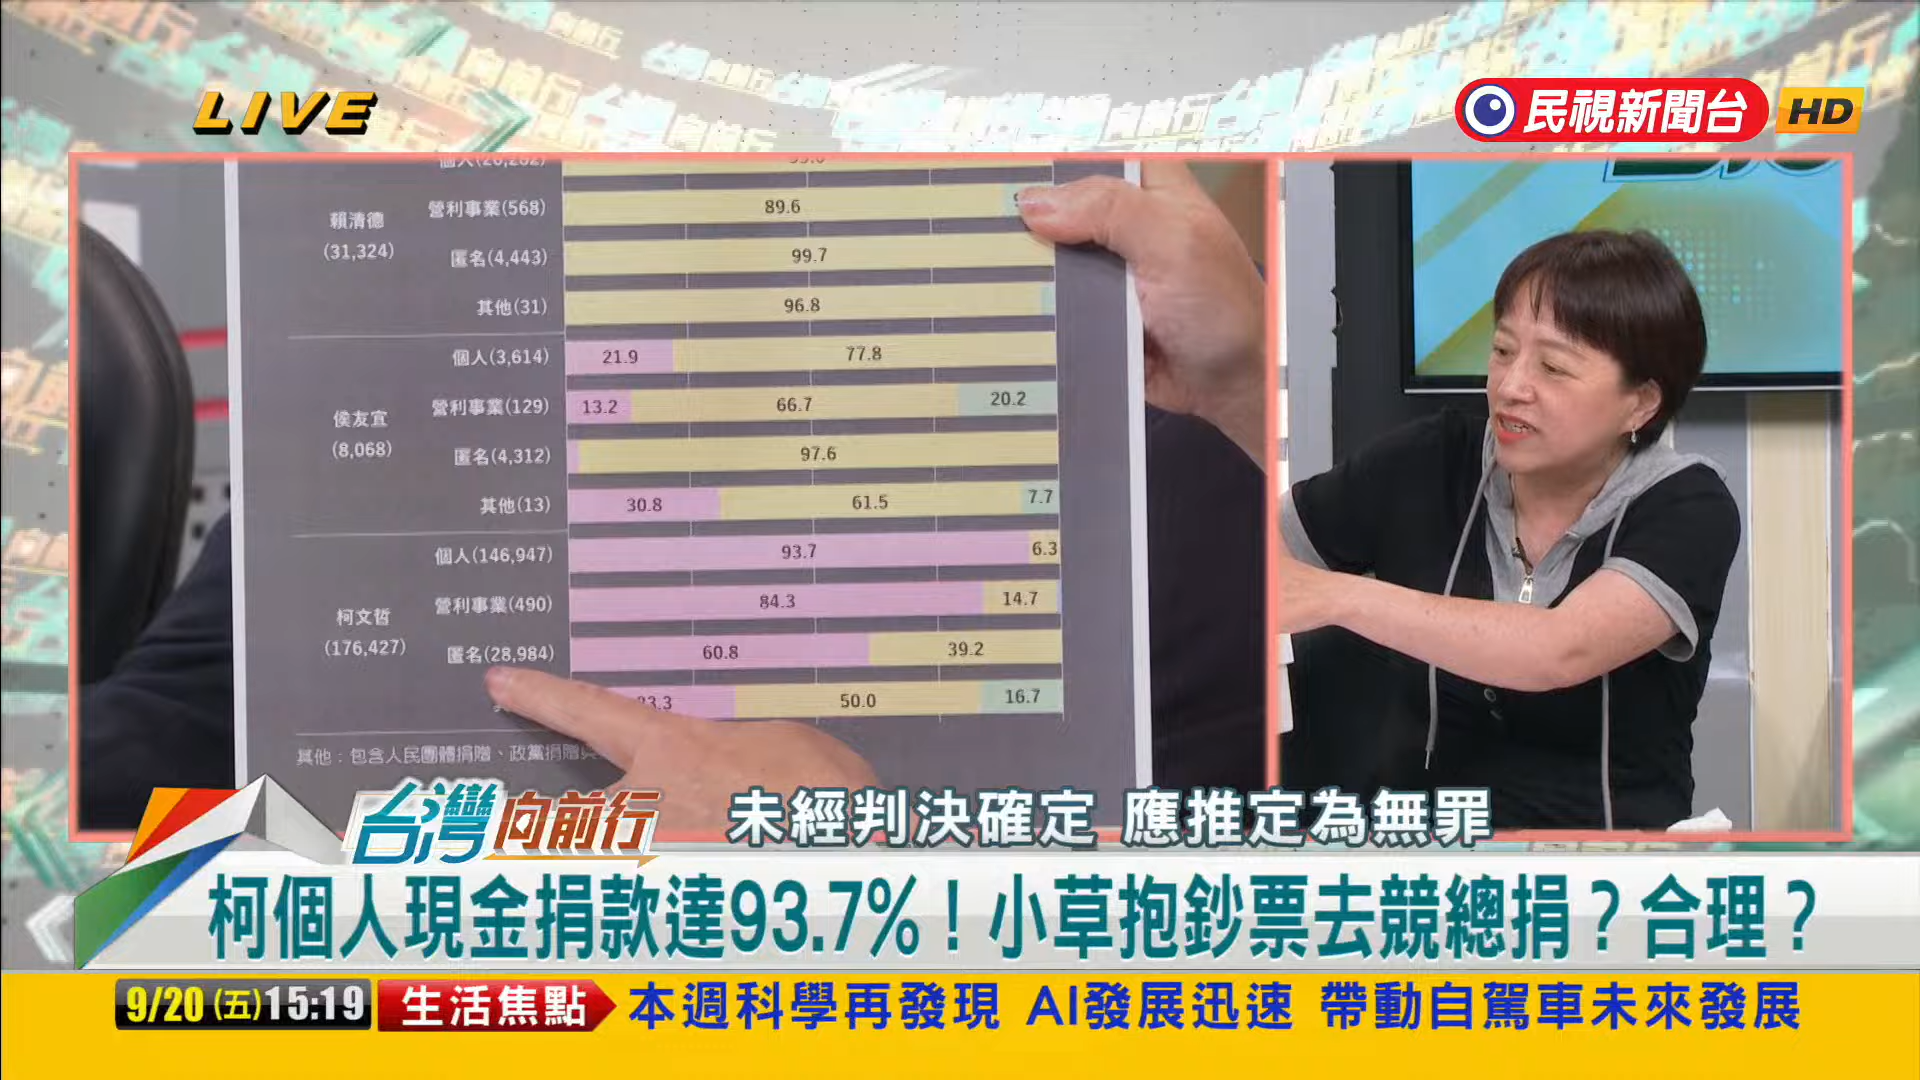 LIVE
民視新聞台 HD
個人(26,282)
賴清德
(31,324)
營利事業(568) 89.6
匿名(4,443) 99.7
其他(31) 96.8
侯友宜
(8,068)
個人(3,614) 21.9 77.8
營利事業(129) 13.2 66.7 20.2
匿名(4,312) 97.6
其他(13) 30.8 61.5 7.7
柯文哲
(176,427)
個人(146,947) 93.7 6.3
營利事業(490) 84.3 14.7
匿名(28,984) 60.8 39.2
50.0 16.7
其他：包含人民團體捐贈、政黨捐贈
台灣向前行
未經判決確定 應推定為無罪
柯個人現金捐款達93.7%！小草抱鈔票去競總捐？合理？
9/20(五)15:19 生活焦點 本週科學再發現 AI發展迅速 帶動自駕車未來發展